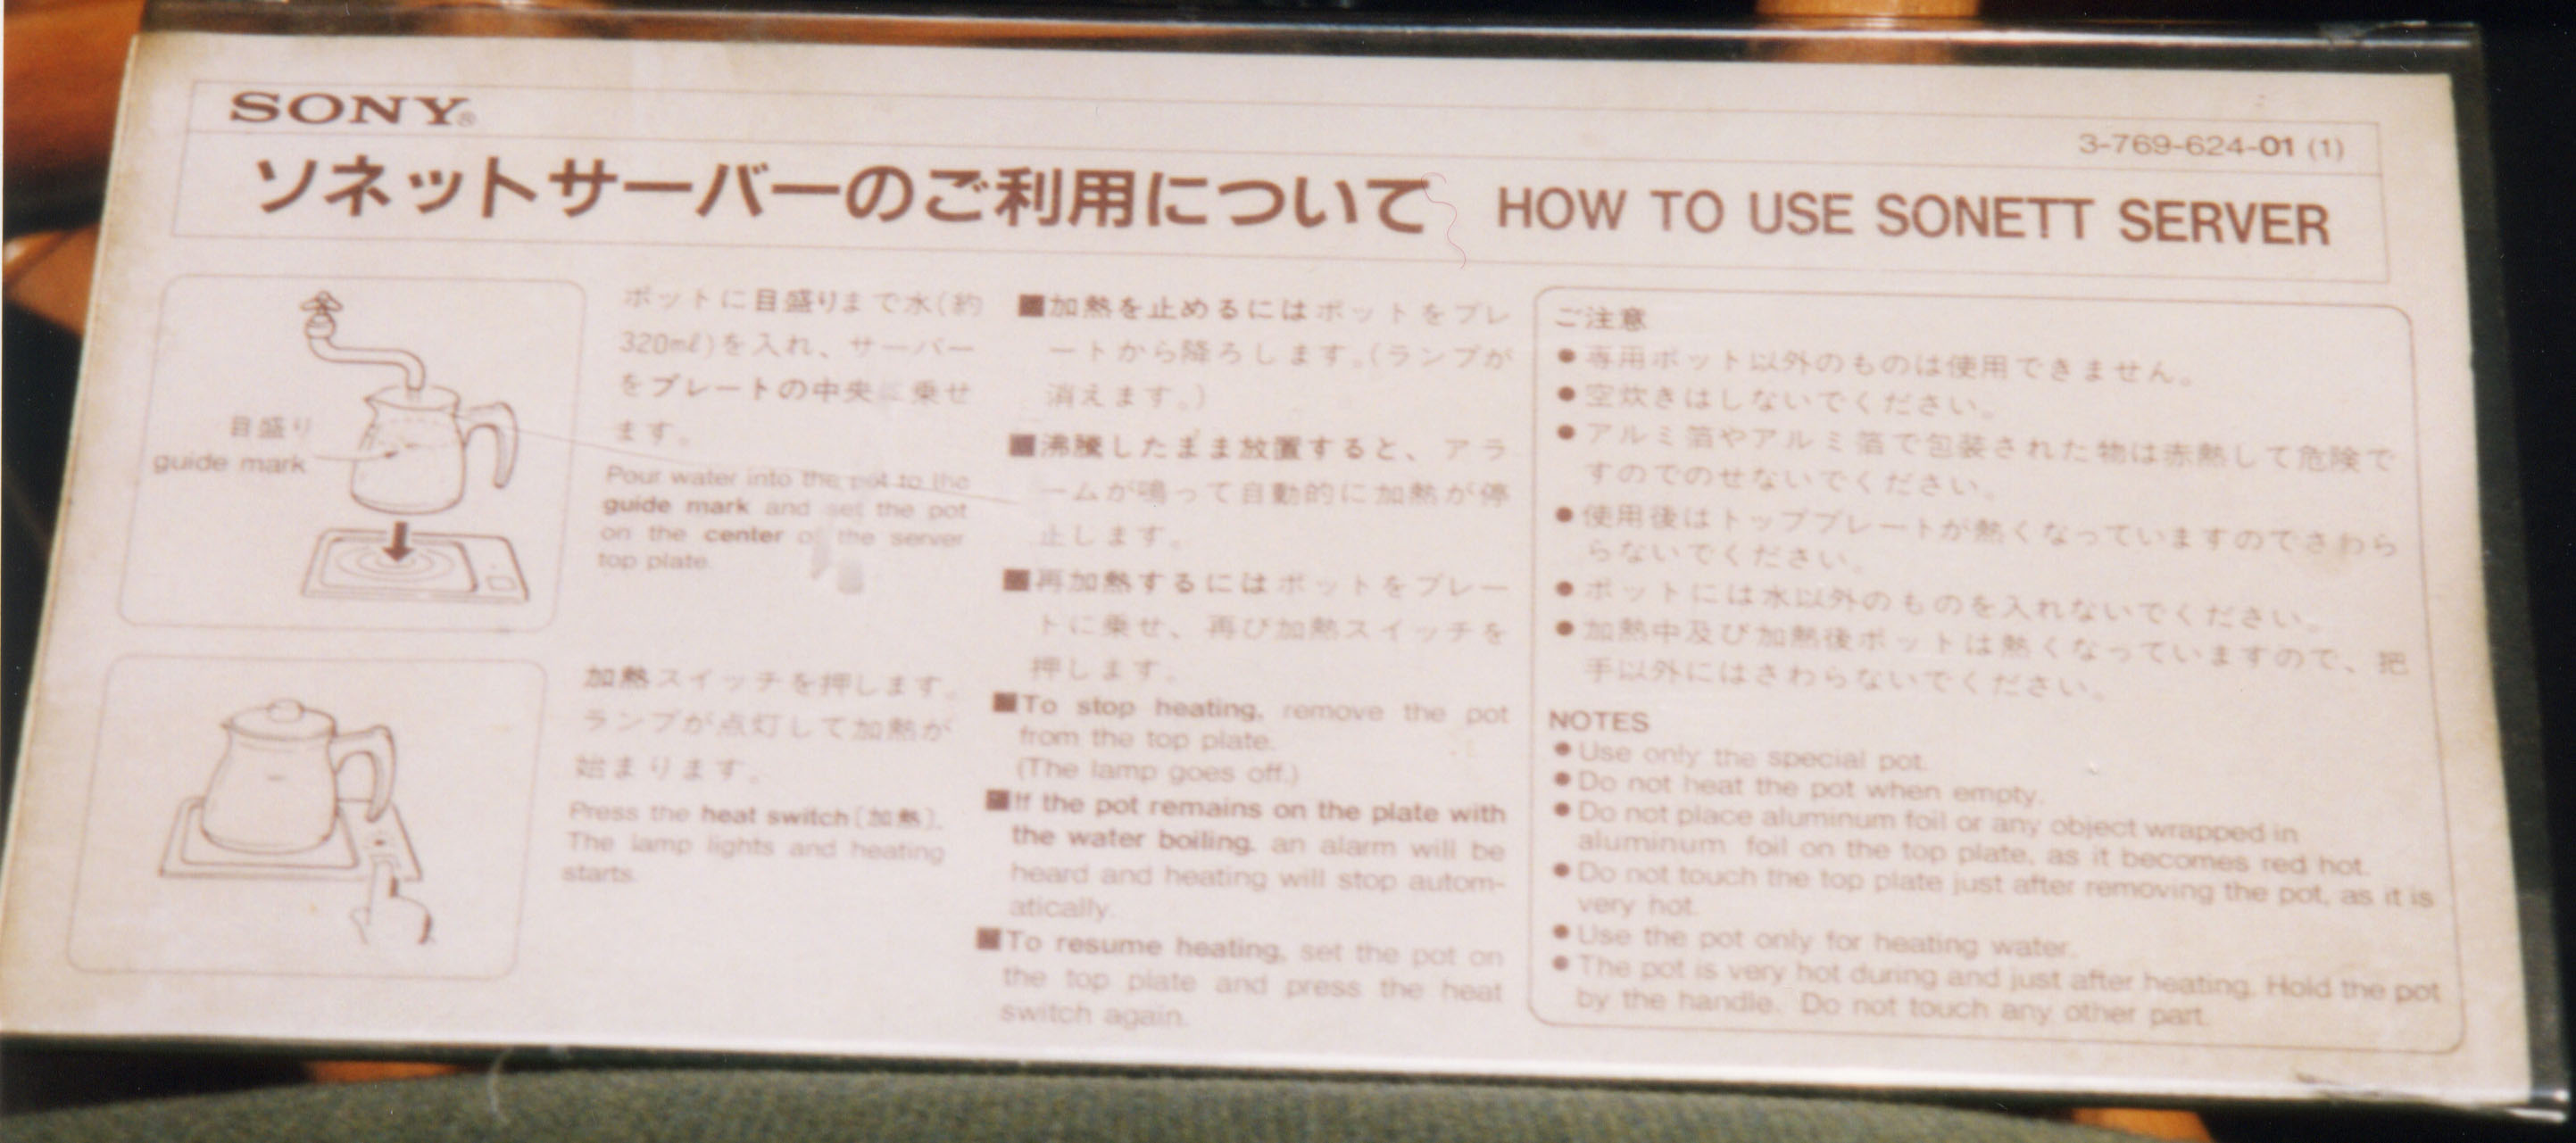 SONY®
3-769-624-01 (1)
ソネットサーバーのご利用について HOW TO USE SONETT SERVER
目盛り
guide mark
ポットに目盛りまで水(約
320mℓ)を入れ、サーバー
をプレートの中央に乗せ
ます。
Pour water into the pot to the
guide mark and set the pot
on the center of the server
top plate.
加熱スイッチを押します。
ランプが点灯して加熱が
始まります。
Press the heat switch〔加熱〕.
The lamp lights and heating
starts.
■加熱を止めるにはポットをプレ
ートから降ろします。(ランプが
消えます。)
■沸騰したまま放置すると、アラ
ームが鳴って自動的に加熱が停
止します。
■再加熱するにはポットをプレー
トに乗せ、再び加熱スイッチを
押します。
■To stop heating, remove the pot
from the top plate.
(The lamp goes off.)
■If the pot remains on the plate with
the water boiling, an alarm will be
heard and heating will stop autom-
atically.
■To resume heating, set the pot on
the top plate and press the heat
switch again.
ご注意
●専用ポット以外のものは使用できません。
●空炊きはしないでください。
●アルミ箔やアルミ箔で包装された物は赤熱して危険で
すのでのせないでください。
●使用後はトッププレートが熱くなっていますのでさわら
らないでください。
●ポットには水以外のものを入れないでください。
●加熱中及び加熱後ポットは熱くなっていますので、把
手以外にはさわらないでください。
NOTES
●Use only the special pot.
●Do not heat the pot when empty.
●Do not place aluminum foil or any object wrapped in
aluminum foil on the top plate, as it becomes red hot.
●Do not touch the top plate just after removing the pot, as it is
very hot.
●Use the pot only for heating water.
●The pot is very hot during and just after heating. Hold the pot
by the handle. Do not touch any other part.